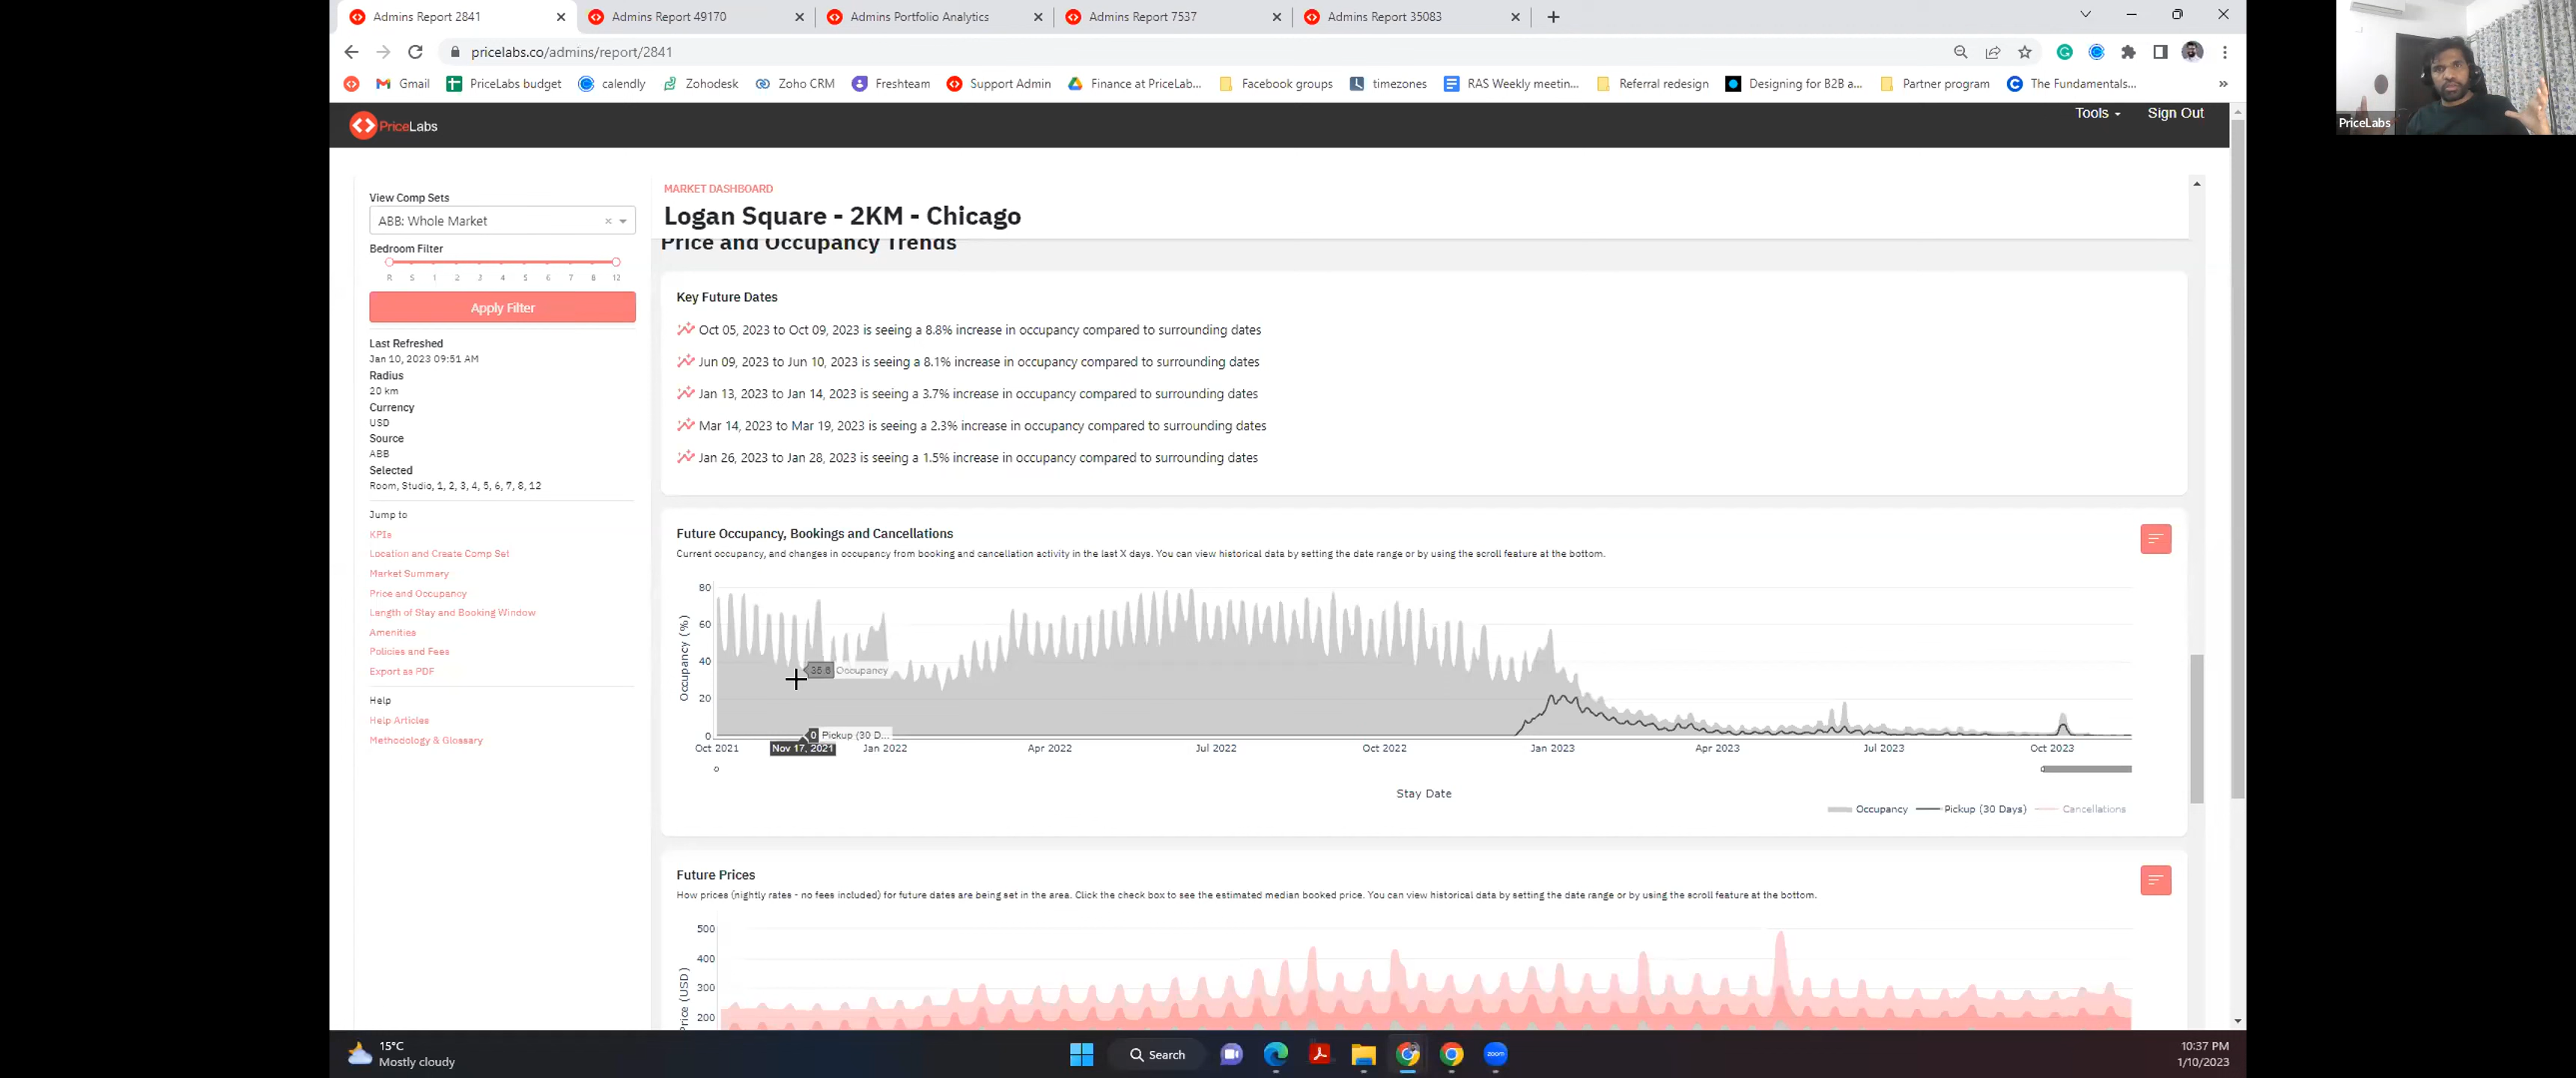 Admins Report 2841
Admins Report 49170
Admins Portfolio Analytics
Admins Report 7537
Admins Report 35083
pricelabs.co/admins/report/2841
Gmail
PriceLabs budget
calendly
Zohodesk
Zoho CRM
Freshteam
Support Admin
Finance at PriceLab...
Facebook groups
timezones
RAS Weekly meetin...
Referral redesign
Designing for B2B a...
Partner program
The Fundamentals...
PriceLabs
PriceLabs
Tools
Sign Out
View Comp Sets
ABB: Whole Market
Bedroom Filter
R S 1 2 3 4 5 6 7 8 12
Apply Filter
Last Refreshed
Jan 10, 2023 09:51 AM
Radius
20 km
Currency
USD
Source
ABB
Selected
Room, Studio, 1, 2, 3, 4, 5, 6, 7, 8, 12
Jump to
KPIs
Location and Create Comp Set
Market Summary
Price and Occupancy
Length of Stay and Booking Window
Amenities
Policies and Fees
Export as PDF
Help
Help Articles
Methodology & Glossary
MARKET DASHBOARD
Logan Square - 2KM - Chicago
Price and Occupancy Trends
Key Future Dates
Oct 05, 2023 to Oct 09, 2023 is seeing a 8.8% increase in occupancy compared to surrounding dates
Jun 09, 2023 to Jun 10, 2023 is seeing a 8.1% increase in occupancy compared to surrounding dates
Jan 13, 2023 to Jan 14, 2023 is seeing a 3.7% increase in occupancy compared to surrounding dates
Mar 14, 2023 to Mar 19, 2023 is seeing a 2.3% increase in occupancy compared to surrounding dates
Jan 26, 2023 to Jan 28, 2023 is seeing a 1.5% increase in occupancy compared to surrounding dates
Future Occupancy, Bookings and Cancellations
Current occupancy, and changes in occupancy from booking and cancellation activity in the last X days. You can view historical data by setting the date range or by using the scroll feature at the bottom.
Occupancy (%)
80
60
40
20
0
35.6 Occupancy
0 Pickup (30 D...
Oct 2021
Nov 17, 2021
Jan 2022
Apr 2022
Jul 2022
Oct 2022
Jan 2023
Apr 2023
Jul 2023
Oct 2023
Stay Date
Occupancy
Pickup (30 Days)
Cancellations
Future Prices
How prices (nightly rates - no fees included) for future dates are being set in the area. Click the check box to see the estimated median booked price. You can view historical data by setting the date range or by using the scroll feature at the bottom.
Price (USD)
500
400
300
200
15°C
Mostly cloudy
Search
zoom
10:37 PM
1/10/2023